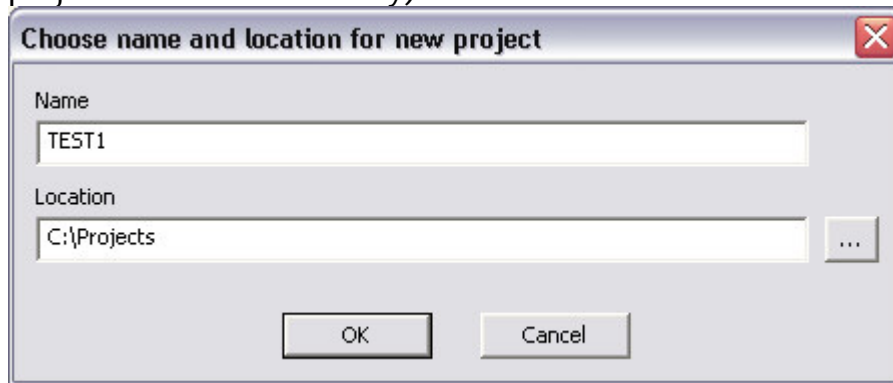 Choose name and location for new project
Name
TEST1
Location
C:\Projects
...
OK
Cancel